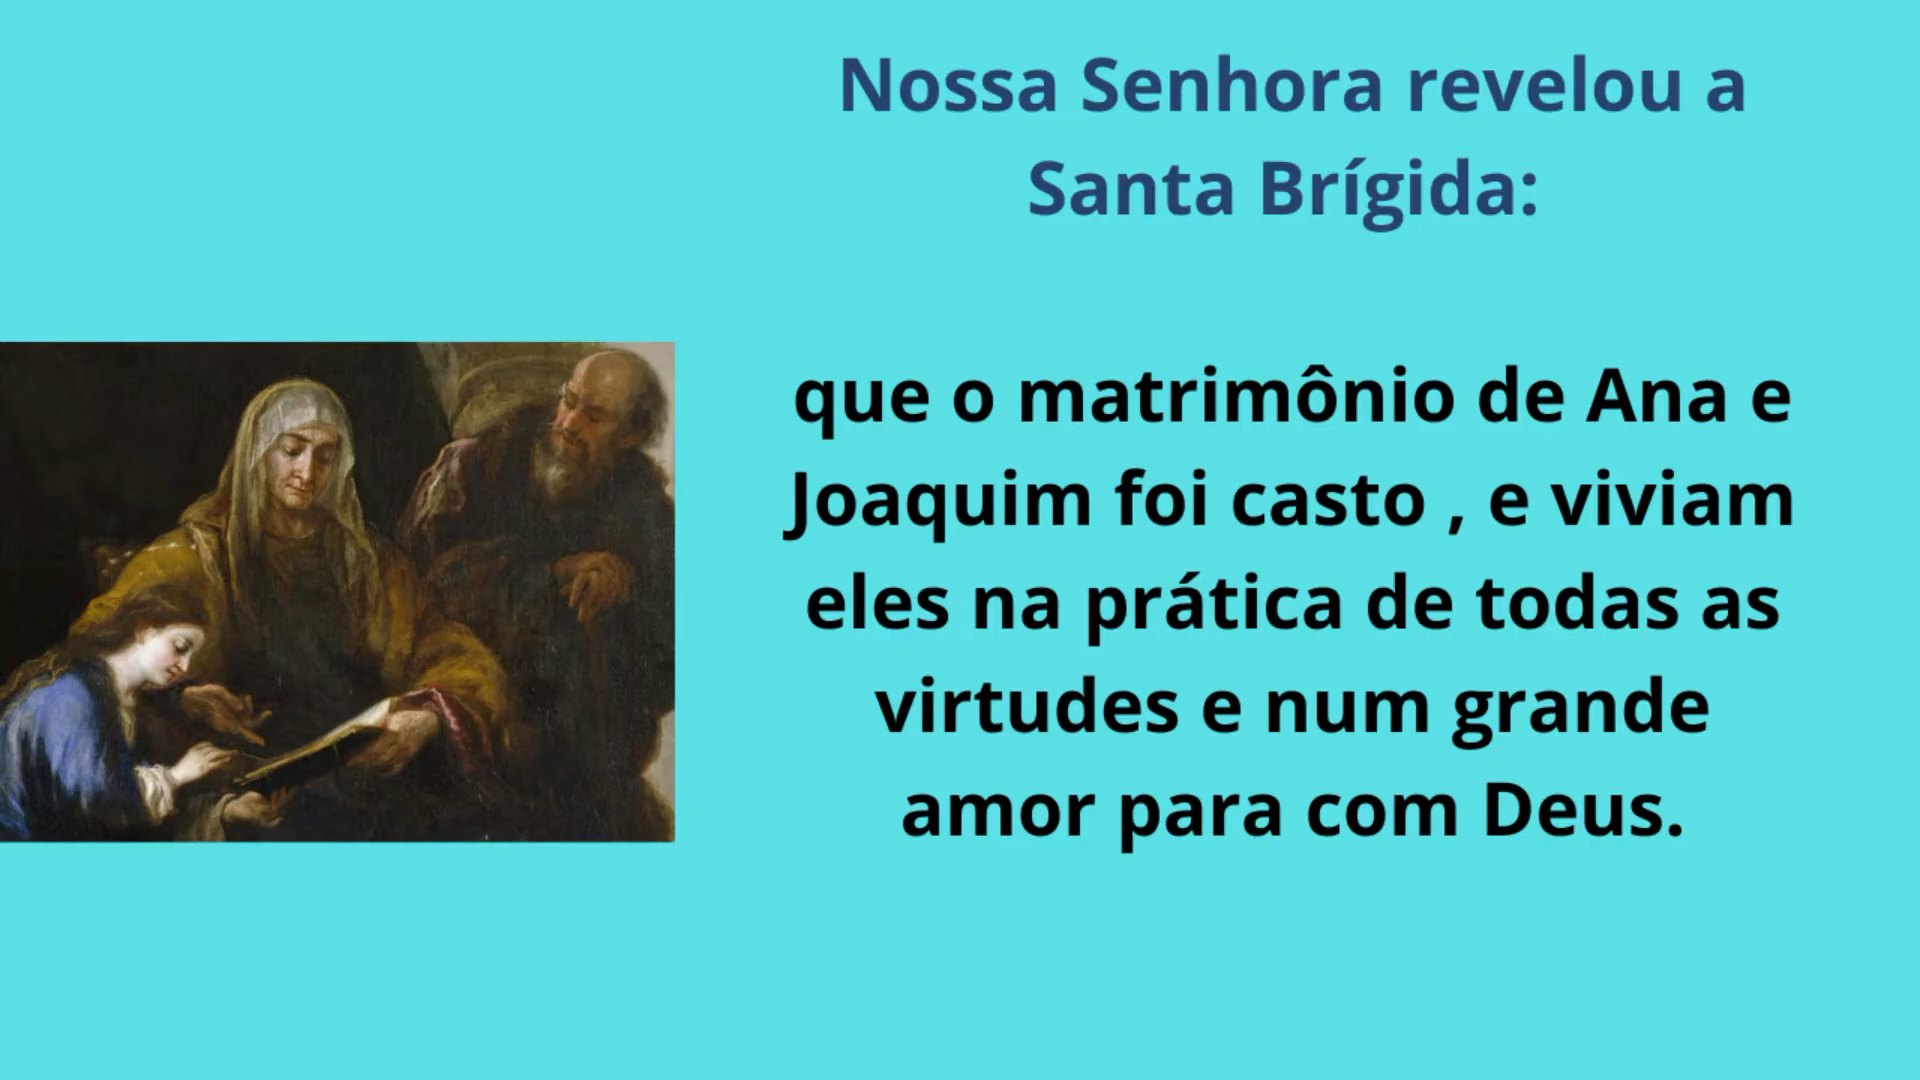 Nossa Senhora revelou a
Santa Brígida:
que o matrimônio de Ana e
Joaquim foi casto , e viviam
eles na prática de todas as
virtudes e num grande
amor para com Deus.